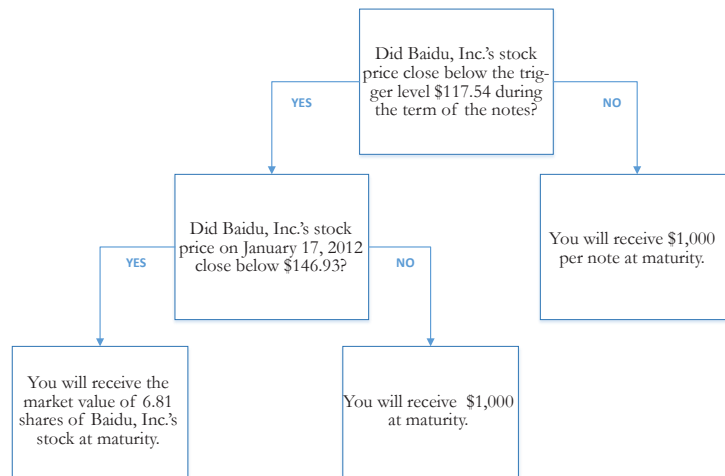 Did Baidu, Inc.'s stock
price close below the trig-
ger level $117.54 during
the term of the notes?
YES
NO
Did Baidu, Inc.'s stock
price on January 17, 2012
close below $146.93?
You will receive $1,000
per note at maturity.
YES
NO
You will receive the
market value of 6.81
shares of Baidu, Inc.'s
stock at maturity.
You will receive $1,000
at maturity.